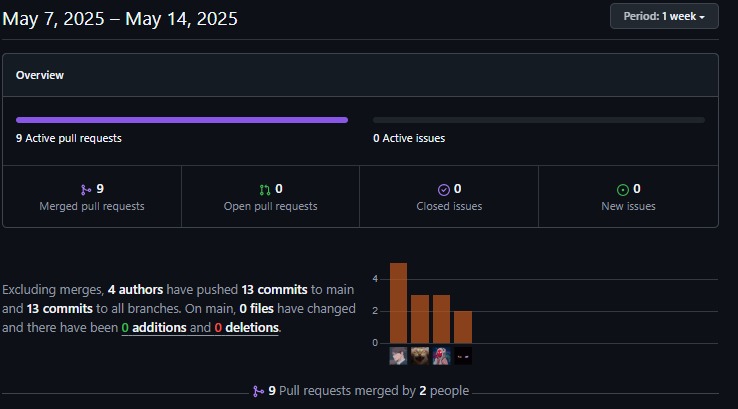 May 7, 2025 – May 14, 2025
Period: 1 week
Overview
9 Active pull requests
0 Active issues
9
Merged pull requests
0
Open pull requests
0
Closed issues
0
New issues
Excluding merges, 4 authors have pushed 13 commits to main
and 13 commits to all branches. On main, 0 files have changed
and there have been 0 additions and 0 deletions.
4
2
0
9 Pull requests merged by 2 people